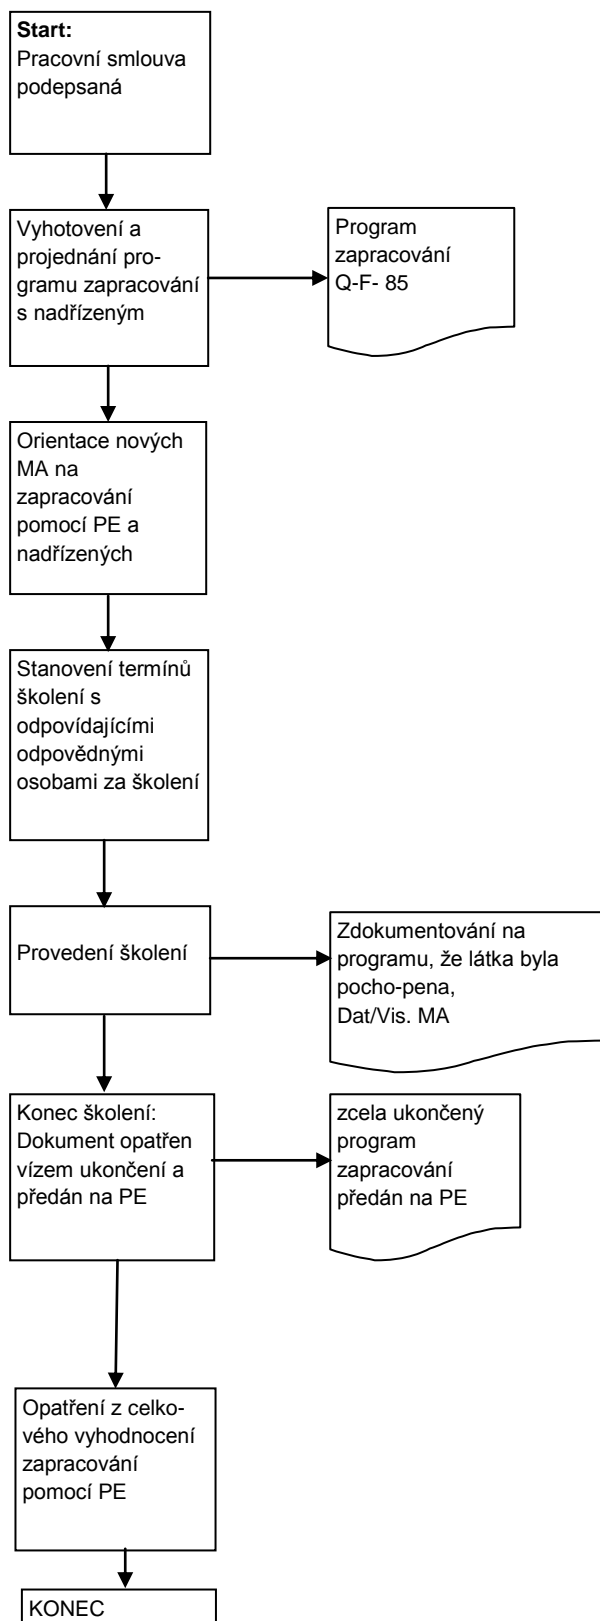 Start:
Pracovní smlouva
podepsaná
Vyhotovení a
projednání pro-
gramu zapracování
s nadřízeným
Program
zapracování
Q-F- 85
Orientace nových
MA na
zapracování
pomocí PE a
nadřízených
Stanovení termínů
školení s
odpovídajícími
odpovědnými
osobami za školení
Provedení školení
Zdokumentování na
programu, že látka byla
pocho-pena,
Dat/Vis. MA
Konec školení:
Dokument opatřen
vízem ukončení a
předán na PE
zcela ukončený
program
zapracování
předán na PE
Opatření z celko-
vého vyhodnocení
zapracování
pomocí PE
KONEC